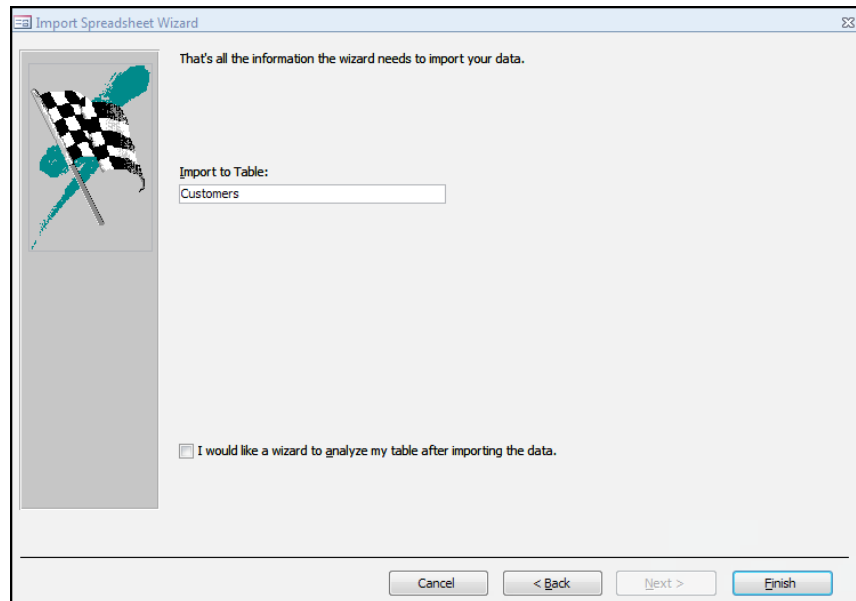 Import Spreadsheet Wizard
That's all the information the wizard needs to import your data.
Import to Table:
Customers
I would like a wizard to analyze my table after importing the data.
Cancel
< Back
Next >
Finish